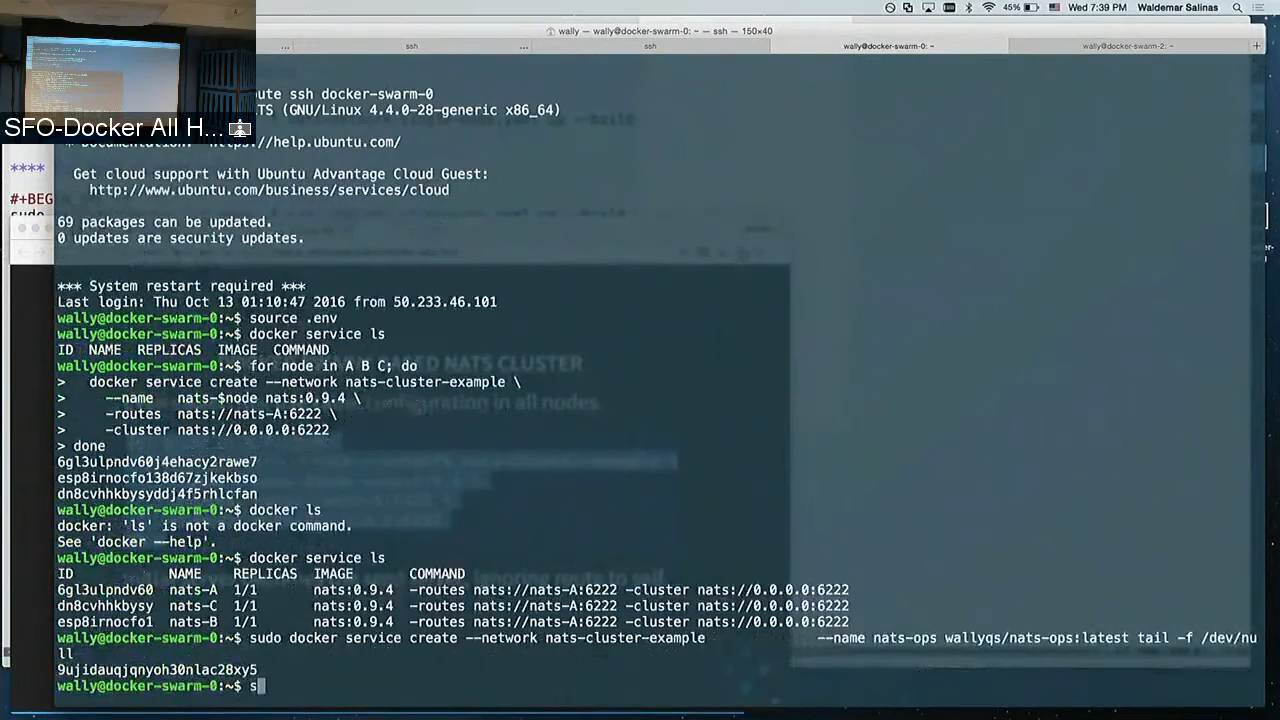 45% Wed 7:39 PM Waldemar Salinas
wally — wally@docker-swarm-0: ~ — ssh — 150×40
... ssh ... ssh wally@docker-swarm-0: ~ wally@docker-swarm-2: ~ +
SFO-Docker All H...
ute ssh docker-swarm-0
TS (GNU/Linux 4.4.0-28-generic x86_64)
* Documentation: https://help.ubuntu.com/
****
Get cloud support with Ubuntu Advantage Cloud Guest:
http://www.ubuntu.com/business/services/cloud
#+BEG
sudo
69 packages can be updated.
0 updates are security updates.
*** System restart required ***
Last login: Thu Oct 13 01:10:47 2016 from 50.233.46.101
wally@docker-swarm-0:~$ source .env
wally@docker-swarm-0:~$ docker service ls
ID NAME REPLICAS IMAGE COMMAND
wally@docker-swarm-0:~$ for node in A B C; do
> docker service create --network nats-cluster-example \
> --name nats-$node nats:0.9.4 \
> -routes nats://nats-A:6222 \
> -cluster nats://0.0.0.0:6222
> done
6gl3ulpndv60j4ehacy2rawe7
esp8irnocfo138d67zjkekbso
dn8cvhhkbysyddj4f5rhlcfan
wally@docker-swarm-0:~$ docker ls
docker: 'ls' is not a docker command.
See 'docker --help'.
wally@docker-swarm-0:~$ docker service ls
ID NAME REPLICAS IMAGE COMMAND
6gl3ulpndv60 nats-A 1/1 nats:0.9.4 -routes nats://nats-A:6222 -cluster nats://0.0.0.0:6222
dn8cvhhkbysy nats-C 1/1 nats:0.9.4 -routes nats://nats-A:6222 -cluster nats://0.0.0.0:6222
esp8irnocfo1 nats-B 1/1 nats:0.9.4 -routes nats://nats-A:6222 -cluster nats://0.0.0.0:6222
wally@docker-swarm-0:~$ sudo docker service create --network nats-cluster-example --name nats-ops wallyqs/nats-ops:latest tail -f /dev/nu
ll
9ujidauqjqnyoh30nlac28xy5
wally@docker-swarm-0:~$ s